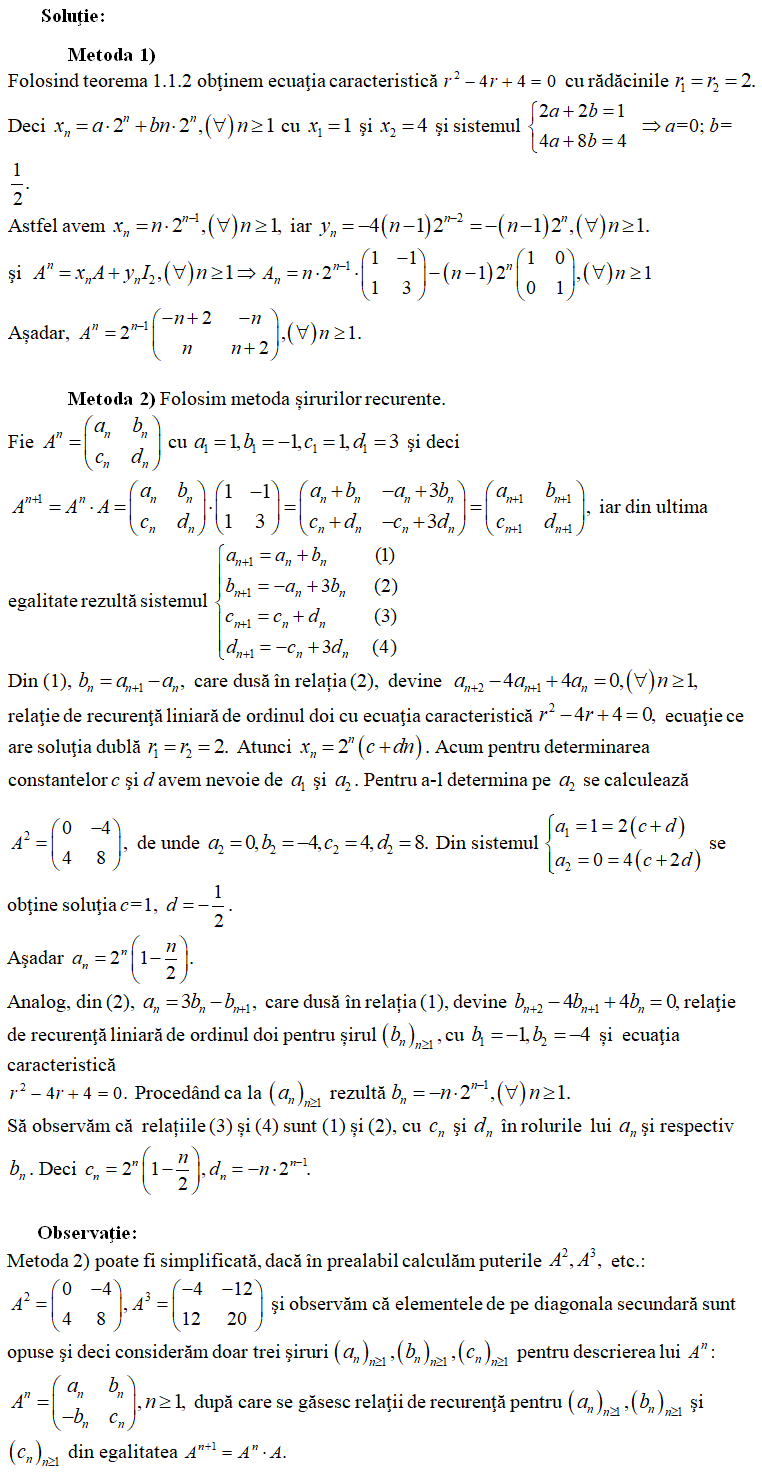 Soluţie:
Metoda 1)
Folosind teorema 1.1.2 obţinem ecuaţia caracteristică $r^2-4r+4=0$ cu rădăcinile $r_1=r_2=2.$
Deci $x_n=a\cdot 2^n+bn\cdot 2^n,(\forall)n\geq 1$ cu $x_1=1$ şi $x_2=4$ şi sistemul $\begin{cases}2a+2b=1\\4a+8b=4\end{cases}$ $\Rightarrow$ a=0; b=
$\frac{1}{2}.$
Astfel avem $x_n=n\cdot 2^{n-1},(\forall)n\geq 1,$ iar $y_n=-4(n-1)2^{n-2}=-(n-1)2^n,(\forall)n\geq 1.$
şi $A^n=x_nA+y_nI_2,(\forall)n\geq 1\Rightarrow A_n=n\cdot 2^{n-1}\cdot\begin{pmatrix}1&-1\\1&3\end{pmatrix}-(n-1)2^n\begin{pmatrix}1&0\\0&1\end{pmatrix},(\forall)n\geq 1$
Aşadar, $A^n=2^{n-1}\begin{pmatrix}-n+2&-n\\n&n+2\end{pmatrix},(\forall)n\geq 1.$
Metoda 2) Folosim metoda șirurilor recurente.
Fie $A^n=\begin{pmatrix}a_n&b_n\\c_n&d_n\end{pmatrix}$ cu $a_1=1,b_1=-1,c_1=1,d_1=3$ şi deci
$A^{n+1}=A^n\cdot A=\begin{pmatrix}a_n&b_n\\c_n&d_n\end{pmatrix}\cdot\begin{pmatrix}1&-1\\1&3\end{pmatrix}=\begin{pmatrix}a_n+b_n&-a_n+3b_n\\c_n+d_n&-c_n+3d_n\end{pmatrix}=\begin{pmatrix}a_{n+1}&b_{n+1}\\c_{n+1}&d_{n+1}\end{pmatrix},$ iar din ultima
egalitate rezultă sistemul $\begin{cases}a_{n+1}=a_n+b_n&(1)\\b_{n+1}=-a_n+3b_n&(2)\\c_{n+1}=c_n+d_n&(3)\\d_{n+1}=-c_n+3d_n&(4)\end{cases}$
Din (1), $b_n=a_{n+1}-a_n,$ care dusă în relația (2), devine $a_{n+2}-4a_{n+1}+4a_n=0,(\forall)n\geq 1,$
relaţie de recurenţă liniară de ordinul doi cu ecuaţia caracteristică $r^2-4r+4=0,$ ecuaţie ce
are soluţia dublă $r_1=r_2=2.$ Atunci $x_n=2^n(c+dn).$ Acum pentru determinarea
constantelor c şi d avem nevoie de $a_1$ şi $a_2.$ Pentru a-l determina pe $a_2$ se calculează
$A^2=\begin{pmatrix}0&-4\\4&8\end{pmatrix},$ de unde $a_2=0,b_2=-4,c_2=4,d_2=8.$ Din sistemul $\begin{cases}a_1=1=2(c+d)\\a_2=0=4(c+2d)\end{cases}$ se
obţine soluţia c=1, $d=-\frac{1}{2}.$
Aşadar $a_n=2^n\left(1-\frac{n}{2}\right).$
Analog, din (2), $a_n=3b_n-b_{n+1},$ care dusă în relația (1), devine $b_{n+2}-4b_{n+1}+4b_n=0,$ relaţie
de recurenţă liniară de ordinul doi pentru șirul $(b_n)_{n\geq 1},$ cu $b_1=-1,b_2=-4$ și ecuaţia
caracteristică
$r^2-4r+4=0.$ Procedând ca la $(a_n)_{n\geq 1}$ rezultă $b_n=-n\cdot 2^{n-1},(\forall)n\geq 1.$
Să observăm că relațiile (3) și (4) sunt (1) și (2), cu $c_n$ şi $d_n$ în rolurile lui $a_n$ şi respectiv
$b_n.$ Deci $c_n=2^n\left(1-\frac{n}{2}\right),d_n=-n\cdot 2^{n-1}.$
Observaţie:
Metoda 2) poate fi simplificată, dacă în prealabil calculăm puterile $A^2,A^3,$ etc.:
$A^2=\begin{pmatrix}0&-4\\4&8\end{pmatrix},A^3=\begin{pmatrix}-4&-12\\12&20\end{pmatrix}$ şi observăm că elementele de pe diagonala secundară sunt
opuse şi deci considerăm doar trei şiruri $(a_n)_{n\geq 1},(b_n)_{n\geq 1},(c_n)_{n\geq 1}$ pentru descrierea lui $A^n$:
$A^n=\begin{pmatrix}a_n&b_n\\-b_n&c_n\end{pmatrix},n\geq 1,$ după care se găsesc relaţii de recurenţă pentru $(a_n)_{n\geq 1},(b_n)_{n\geq 1}$ şi
$(c_n)_{n\geq 1}$ din egalitatea $A^{n+1}=A^n\cdot A.$